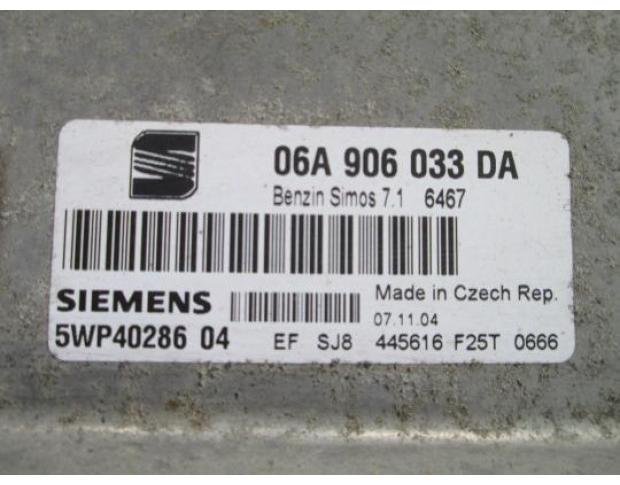 06A 906 033 DA
Benzin Simos 7.1 6467
SIEMENS
Made in Czech Rep.
07.11.04
5WP40286 04
EF SJ8 445616 F25T 0666